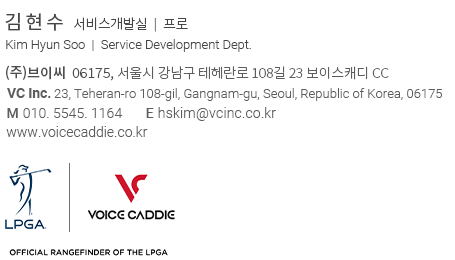 김현수 서비스개발실 | 프로
Kim Hyun Soo | Service Development Dept.
(주)브이씨 06175, 서울시 강남구 테헤란로 108길 23 보이스캐디 CC
VC Inc. 23, Teheran-ro 108-gil, Gangnam-gu, Seoul, Republic of Korea, 06175
M 010. 5545. 1164 E hskim@vcinc.co.kr
www.voicecaddie.co.kr
LPGA
VOICE CADDIE
OFFICIAL RANGEFINDER OF THE LPGA